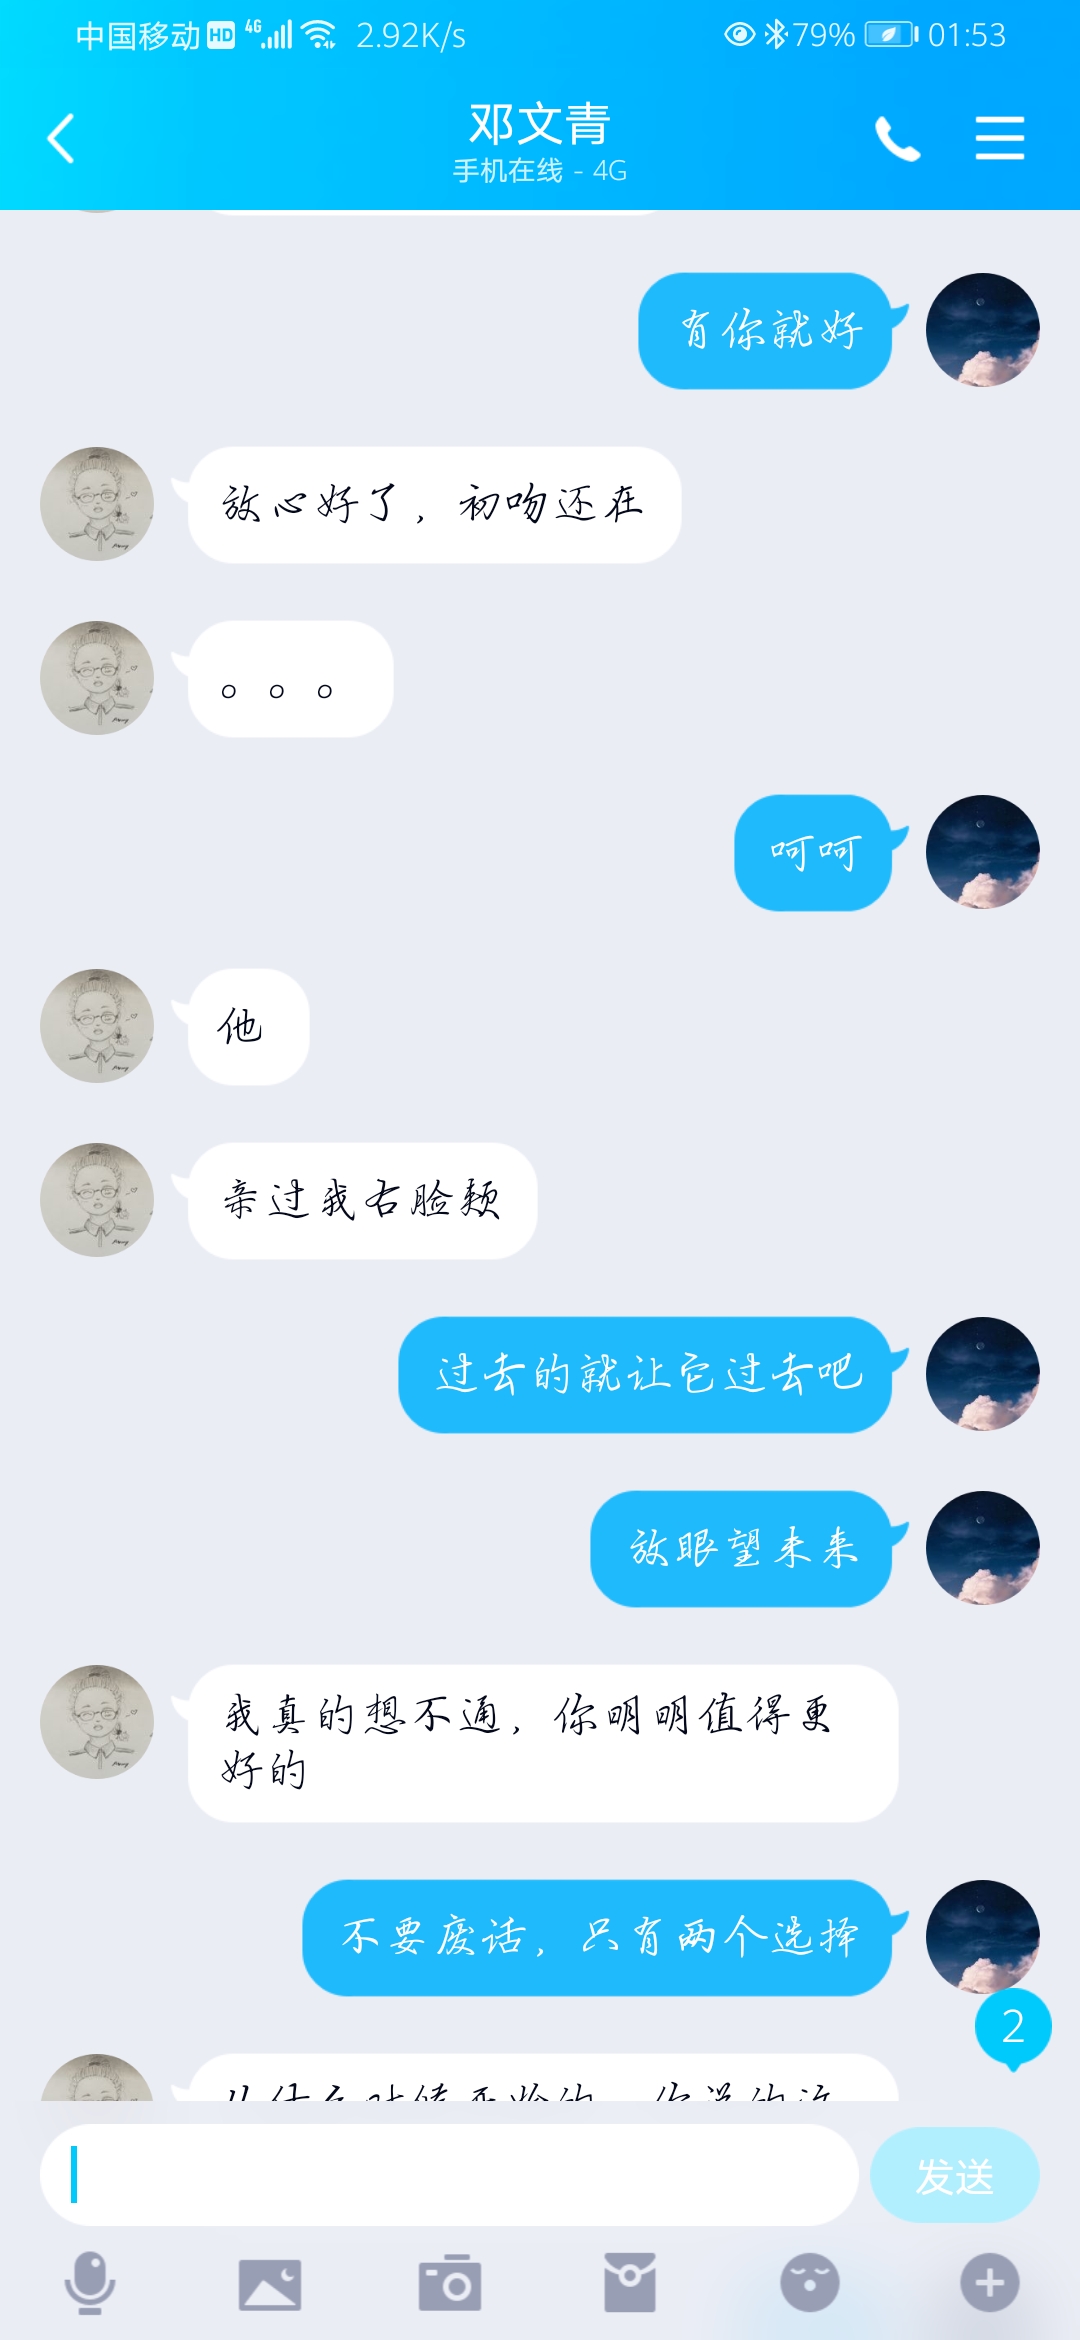 中国移动 HD 4G 2.92K/s 79% 01:53
邓文青
手机在线 - 4G
有你就好
放心好了，初吻还在
。。。
呵呵
他
亲过我右脸颊
过去的就让它过去吧
放眼望未来
我真的想不通，你明明值得更
好的
不要废话，只有两个选择
2
发送